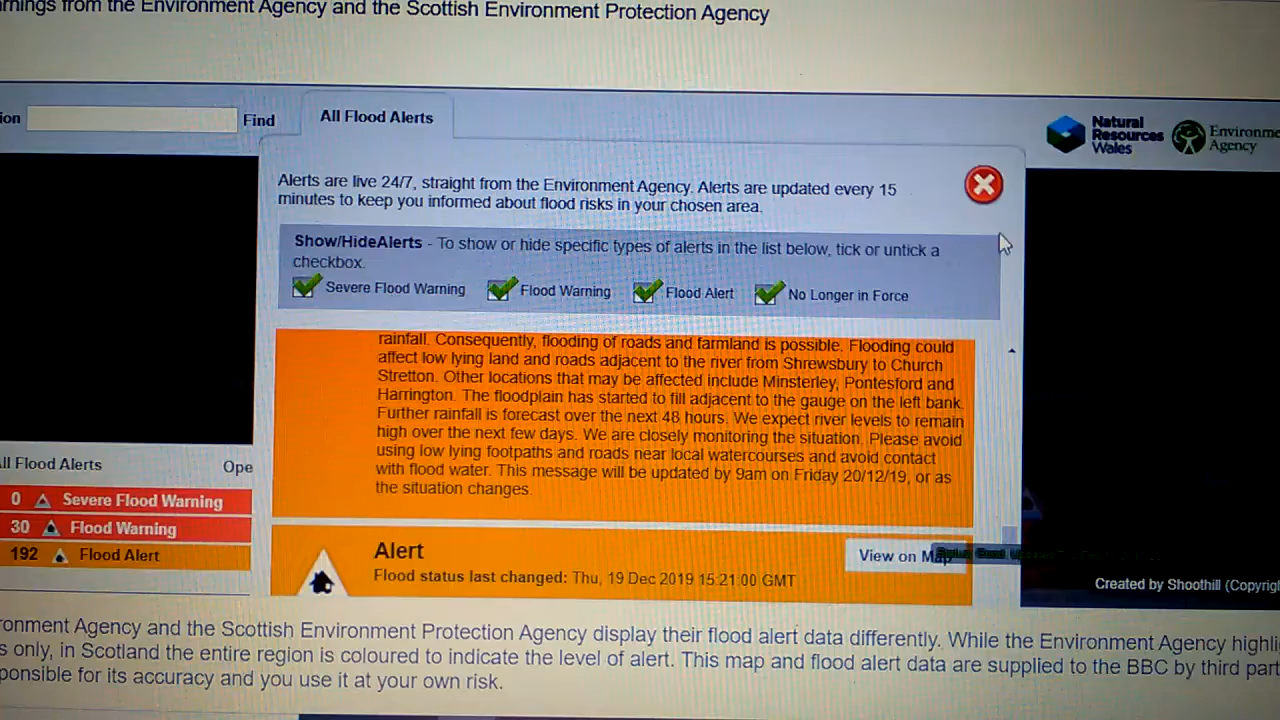 rnings from the Environment Agency and the Scottish Environment Protection Agency
ion Find All Flood Alerts
Natural
Resources
Wales
Environme
Agency
Alerts are live 24/7, straight from the Environment Agency. Alerts are updated every 15
minutes to keep you informed about flood risks in your chosen area.
Show/HideAlerts - To show or hide specific types of alerts in the list below, tick or untick a
checkbox.
Severe Flood Warning Flood Warning Flood Alert No Longer in Force
rainfall. Consequently, flooding of roads and farmland is possible. Flooding could
affect low lying land and roads adjacent to the river from Shrewsbury to Church
Stretton. Other locations that may be affected include Minsterley, Pontesford and
Harrington. The floodplain has started to fill adjacent to the gauge on the left bank.
Further rainfall is forecast over the next 48 hours. We expect river levels to remain
high over the next few days. We are closely monitoring the situation. Please avoid
using low lying footpaths and roads near local watercourses and avoid contact
with flood water. This message will be updated by 9am on Friday 20/12/19, or as
the situation changes.
ll Flood Alerts Ope
0 Severe Flood Warning
30 Flood Warning
192 Flood Alert
Alert
Flood status last changed: Thu, 19 Dec 2019 15:21:00 GMT
View on Map
Created by Shoothill (Copyrig
ronment Agency and the Scottish Environment Protection Agency display their flood alert data differently. While the Environment Agency highli
s only, in Scotland the entire region is coloured to indicate the level of alert. This map and flood alert data are supplied to the BBC by third part
ponsible for its accuracy and you use it at your own risk.